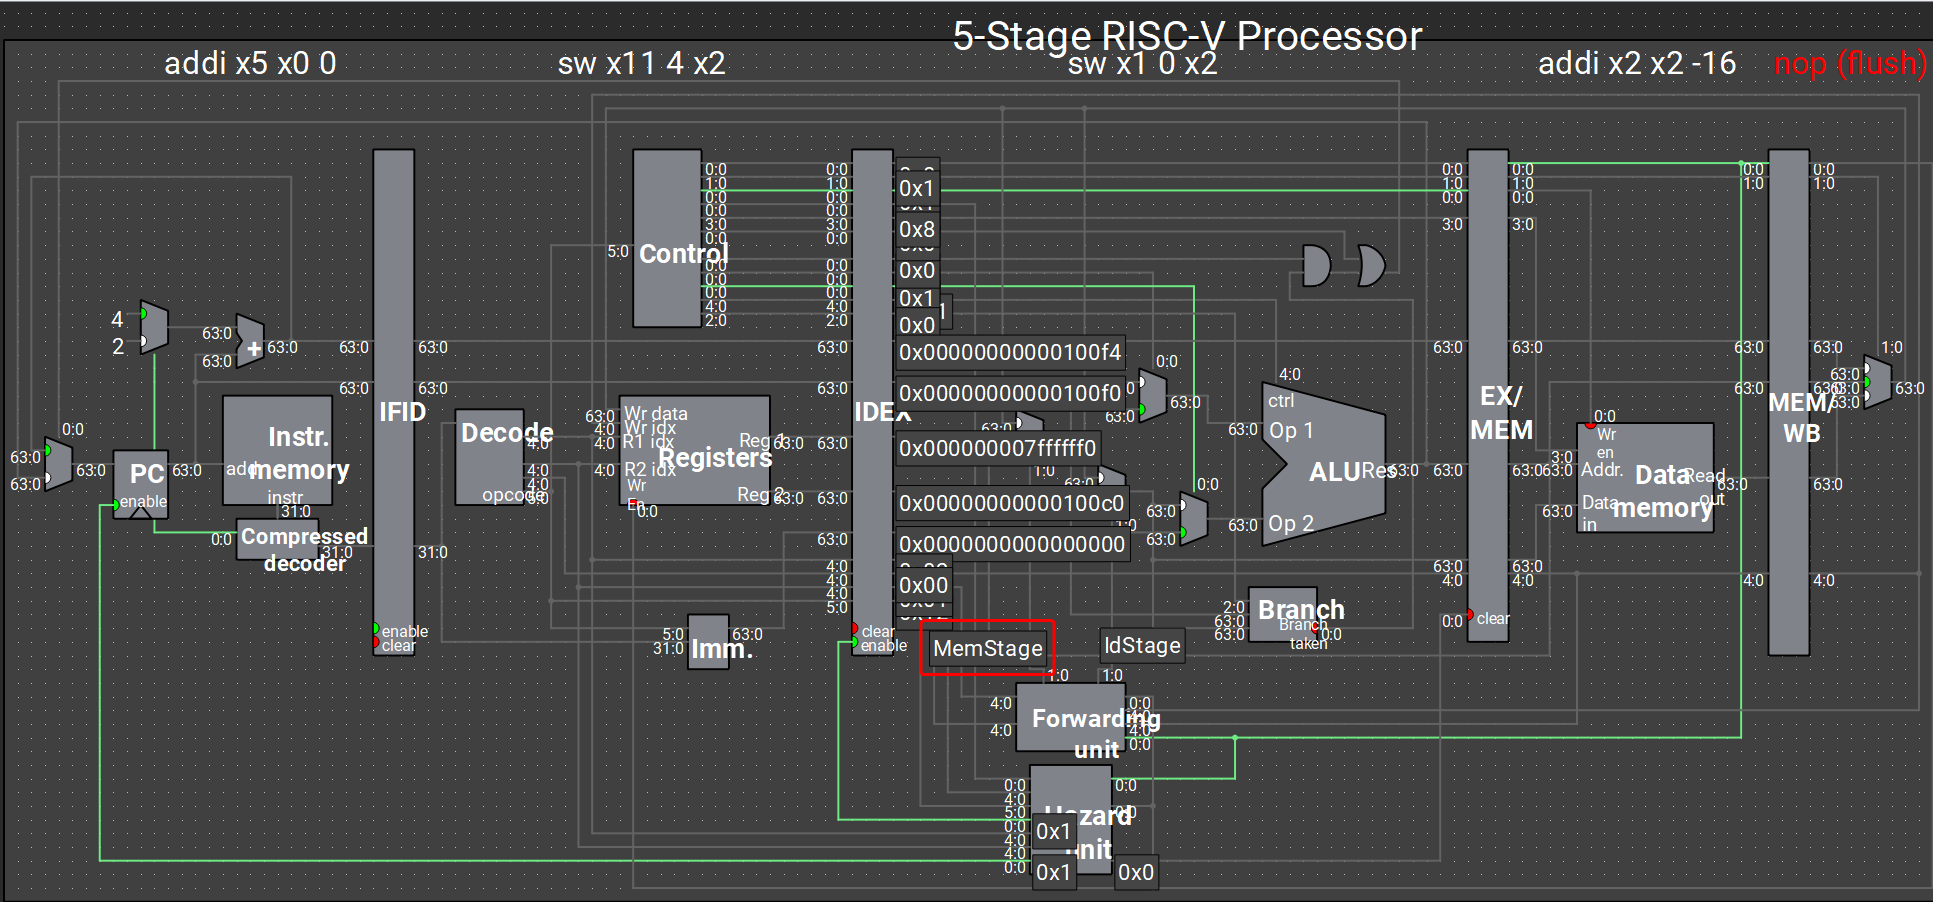 5-Stage RISC-V Processor
addi x5 x0 0
sw x11 4 x2
sw x1 0 x2
addi x2 x2 -16
nop (flush)
4
2
63:0
63:0
63:0
+
0:0
63:0
63:0
63:0
PC
enable
63:0
Instr.
memory
addr
instr
31:0
0:0
Compressed
decoder
31:0
63:0
63:0
IFID
63:0
63:0
31:0
enable
clear
Decode
opcode
4:0
4:0
4:0
5:0
Control
0:0
1:0
0:0
0:0
3:0
0:0
0:0
0:0
0:0
4:0
2:0
63:0
4:0
4:0
4:0
Wr data
Wr idx
R1 idx
R2 idx
Wr
En
0:0
Registers
Reg 1
Reg 2
63:0
63:0
5:0
31:0
Imm.
63:0
0:0
1:0
0:0
0:0
3:0
0:0
0:0
0:0
0:0
4:0
2:0
63:0
63:0
63:0
63:0
63:0
4:0
4:0
4:0
5:0
IDEX
clear
enable
0x1
0x8
0x0
0x1
0x0
0x00000000000100f4
0x00000000000100f0
0x000000007ffffff0
0x00000000000100c0
0x0000000000000000
0x00
MemStage
IdStage
1:0
1:0
4:0
4:0
Forwarding
unit
0:0
4:0
4:0
0:0
0:0
4:0
5:0
0:0
4:0
4:0
0:0
Hazard
unit
0:0
0:0
0x1
0x1
0x0
0:0
63:0
63:0
63:0
1:0
63:0
1:0
0:0
63:0
63:0
63:0
63:0
4:0
ctrl
Op 1
Op 2
ALU
Res
63:0
2:0
63:0
63:0
Branch
Branch
taken
0:0
0:0
1:0
0:0
3:0
63:0
63:0
63:0
4:0
0:0
EX/
MEM
clear
0:0
1:0
0:0
3:0
63:0
63:0
63:0
4:0
0:0
Wr
en
3:0
63:0
Addr.
63:0
Data
in
Data
memory
Read
out
63:0
0:0
1:0
63:0
63:0
4:0
MEM/
WB
0:0
1:0
63:0
63:0
63:0
4:0
1:0
63:0
63:0
63:0
63:0